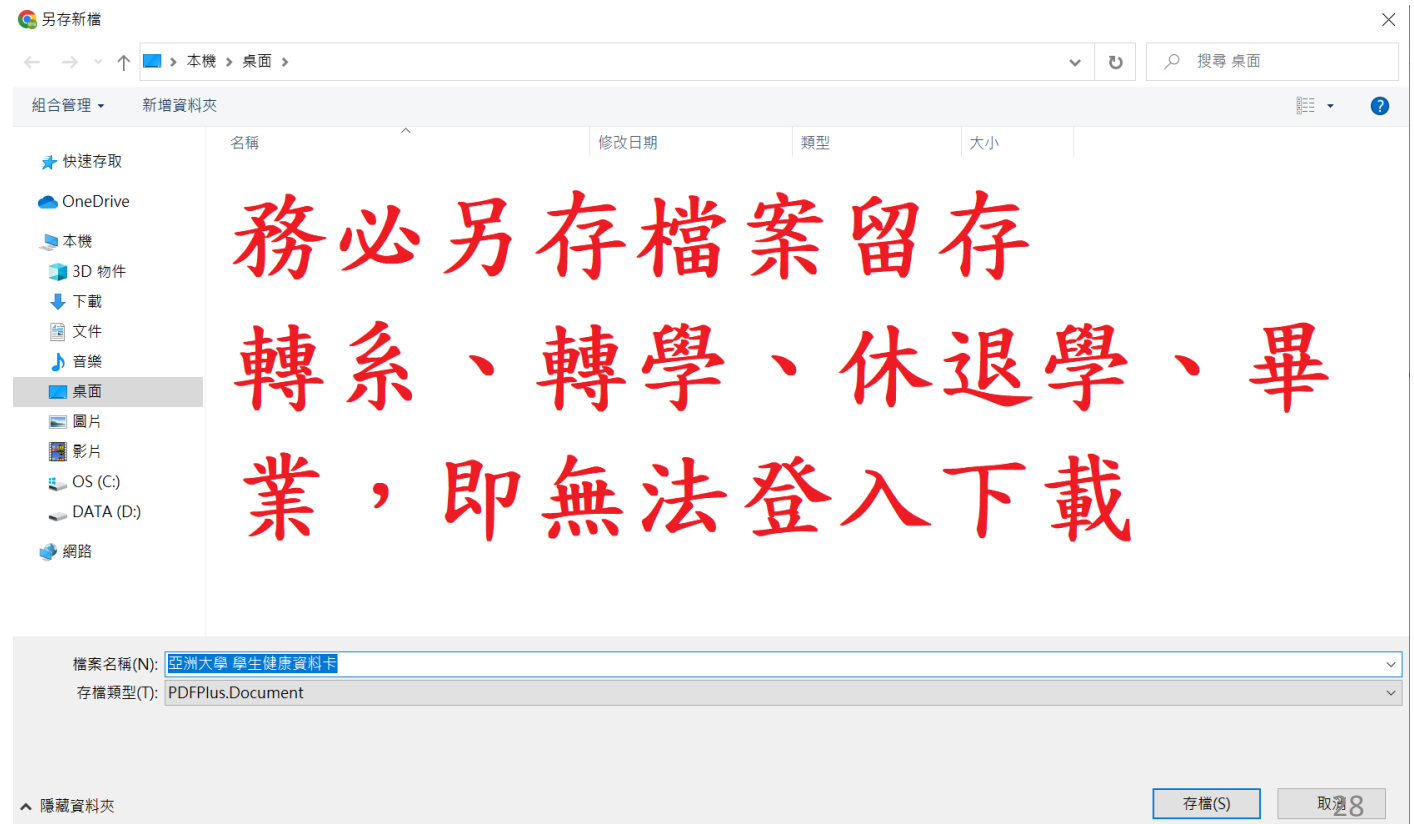 另存新檔
本機 桌面
搜尋 桌面
組合管理 新增資料夾
名稱 修改日期 類型 大小
快速存取
OneDrive
本機
3D 物件
下載
文件
音樂
桌面
圖片
影片
OS (C:)
DATA (D:)
網路
務必另存檔案留存
轉系、轉學、休退學、畢
業，即無法登入下載
檔案名稱(N): 亞洲大學 學生健康資料卡
存檔類型(T): PDFPlus.Document
隱藏資料夾
存檔(S) 取消
28